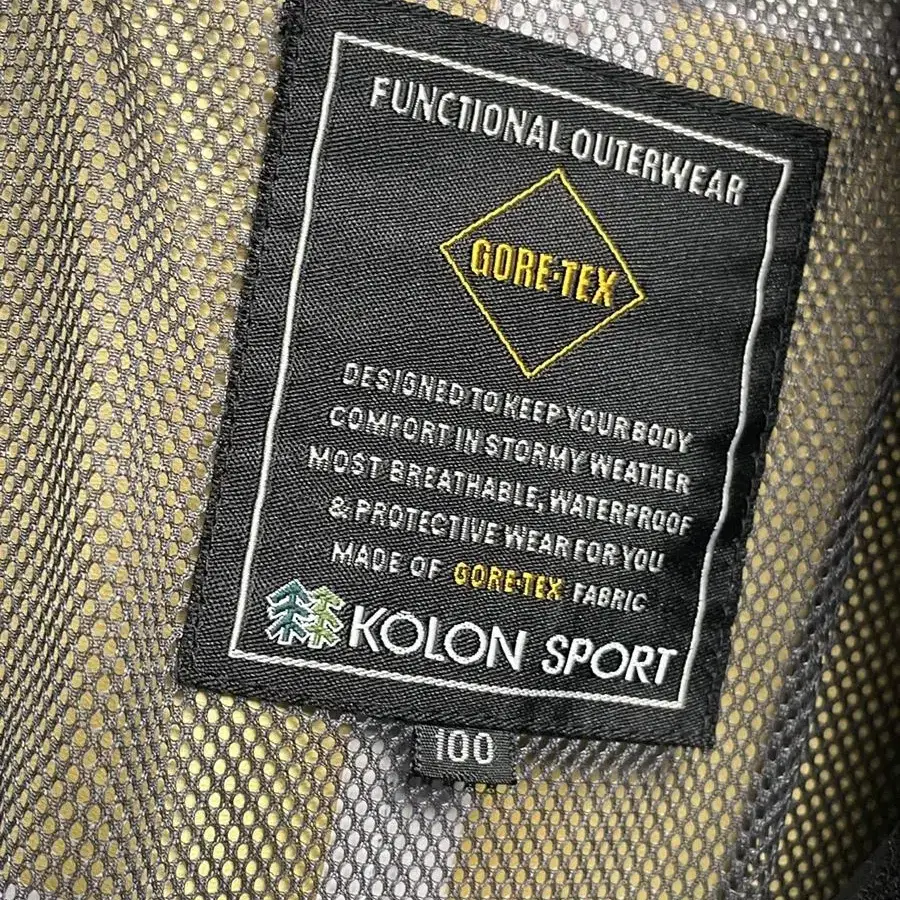 FUNCTIONAL OUTERWEAR
GORE-TEX
DESIGNED TO KEEP YOUR BODY
COMFORT IN STORMY WEATHER
MOST BREATHABLE, WATERPROOF
& PROTECTIVE WEAR FOR YOU
MADE OF GORE-TEX FABRIC
KOLON SPORT
100